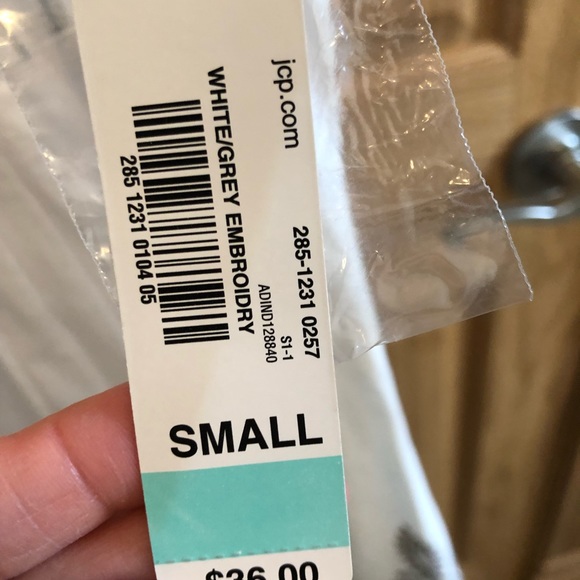 jcp.com
285-1231 0257
S1-1
ADIND128840
WHITE/GREY EMBROIDRY
285 1231 0104 05
SMALL
$36.00